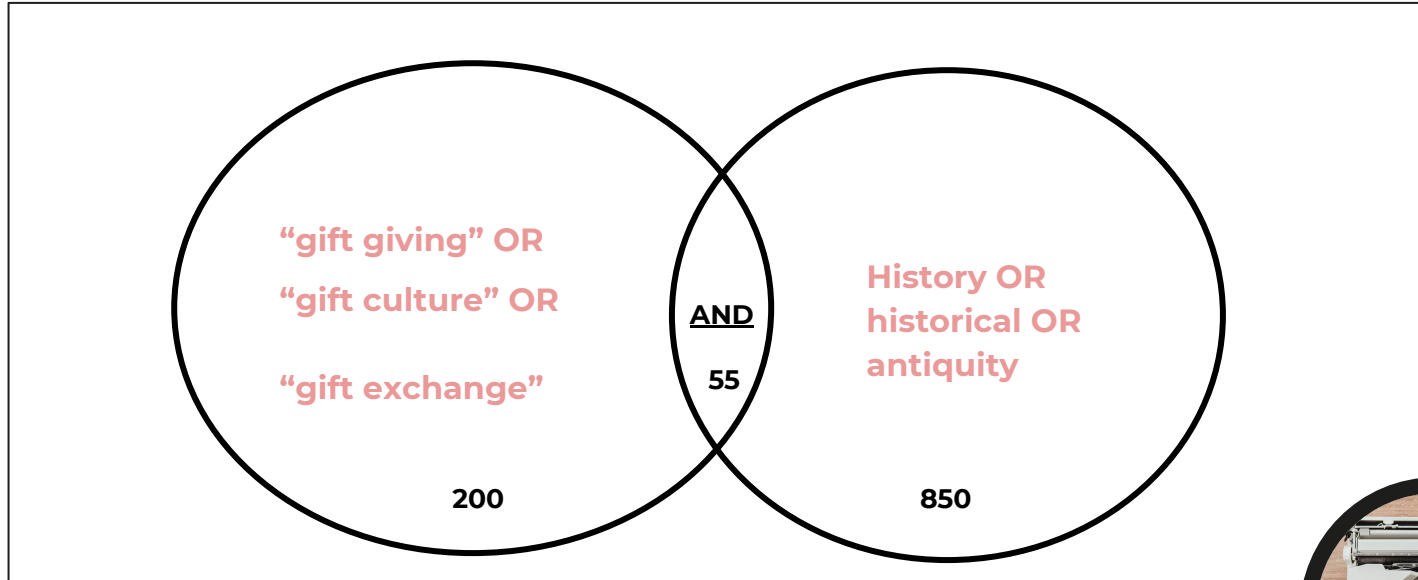 “gift giving” OR
“gift culture” OR
“gift exchange”
200
AND
55
History OR
historical OR
antiquity
850